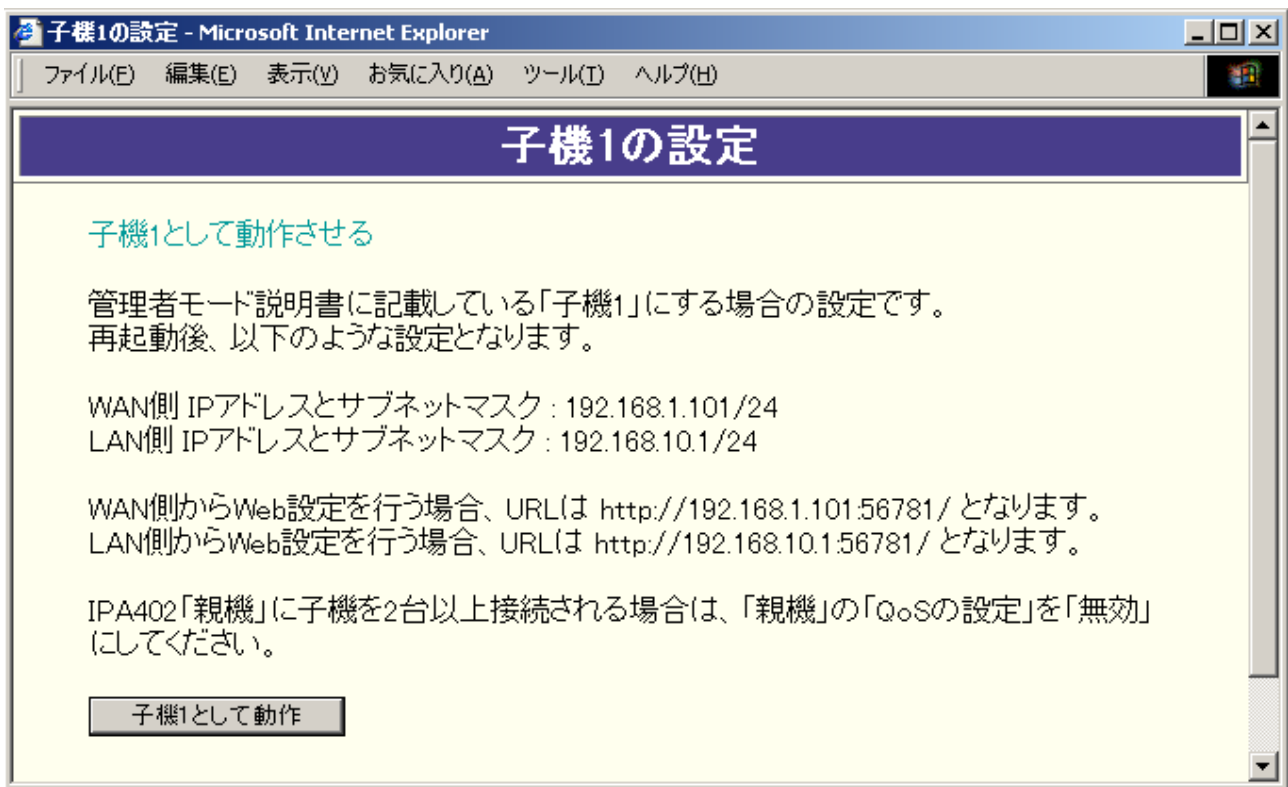 子機1の設定 - Microsoft Internet Explorer
ファイル(F) 編集(E) 表示(V) お気に入り(A) ツール(T) ヘルプ(H)
子機1の設定
子機1として動作させる
管理者モード説明書に記載している「子機1」にする場合の設定です。
再起動後、以下のような設定となります。
WAN側 IPアドレスとサブネットマスク : 192.168.1.101/24
LAN側 IPアドレスとサブネットマスク : 192.168.10.1/24
WAN側からWeb設定を行う場合、URLは http://192.168.1.101:56781/ となります。
LAN側からWeb設定を行う場合、URLは http://192.168.10.1:56781/ となります。
IPA402「親機」に子機を2台以上接続される場合は、「親機」の「QoSの設定」を「無効」
にしてください。
子機1として動作